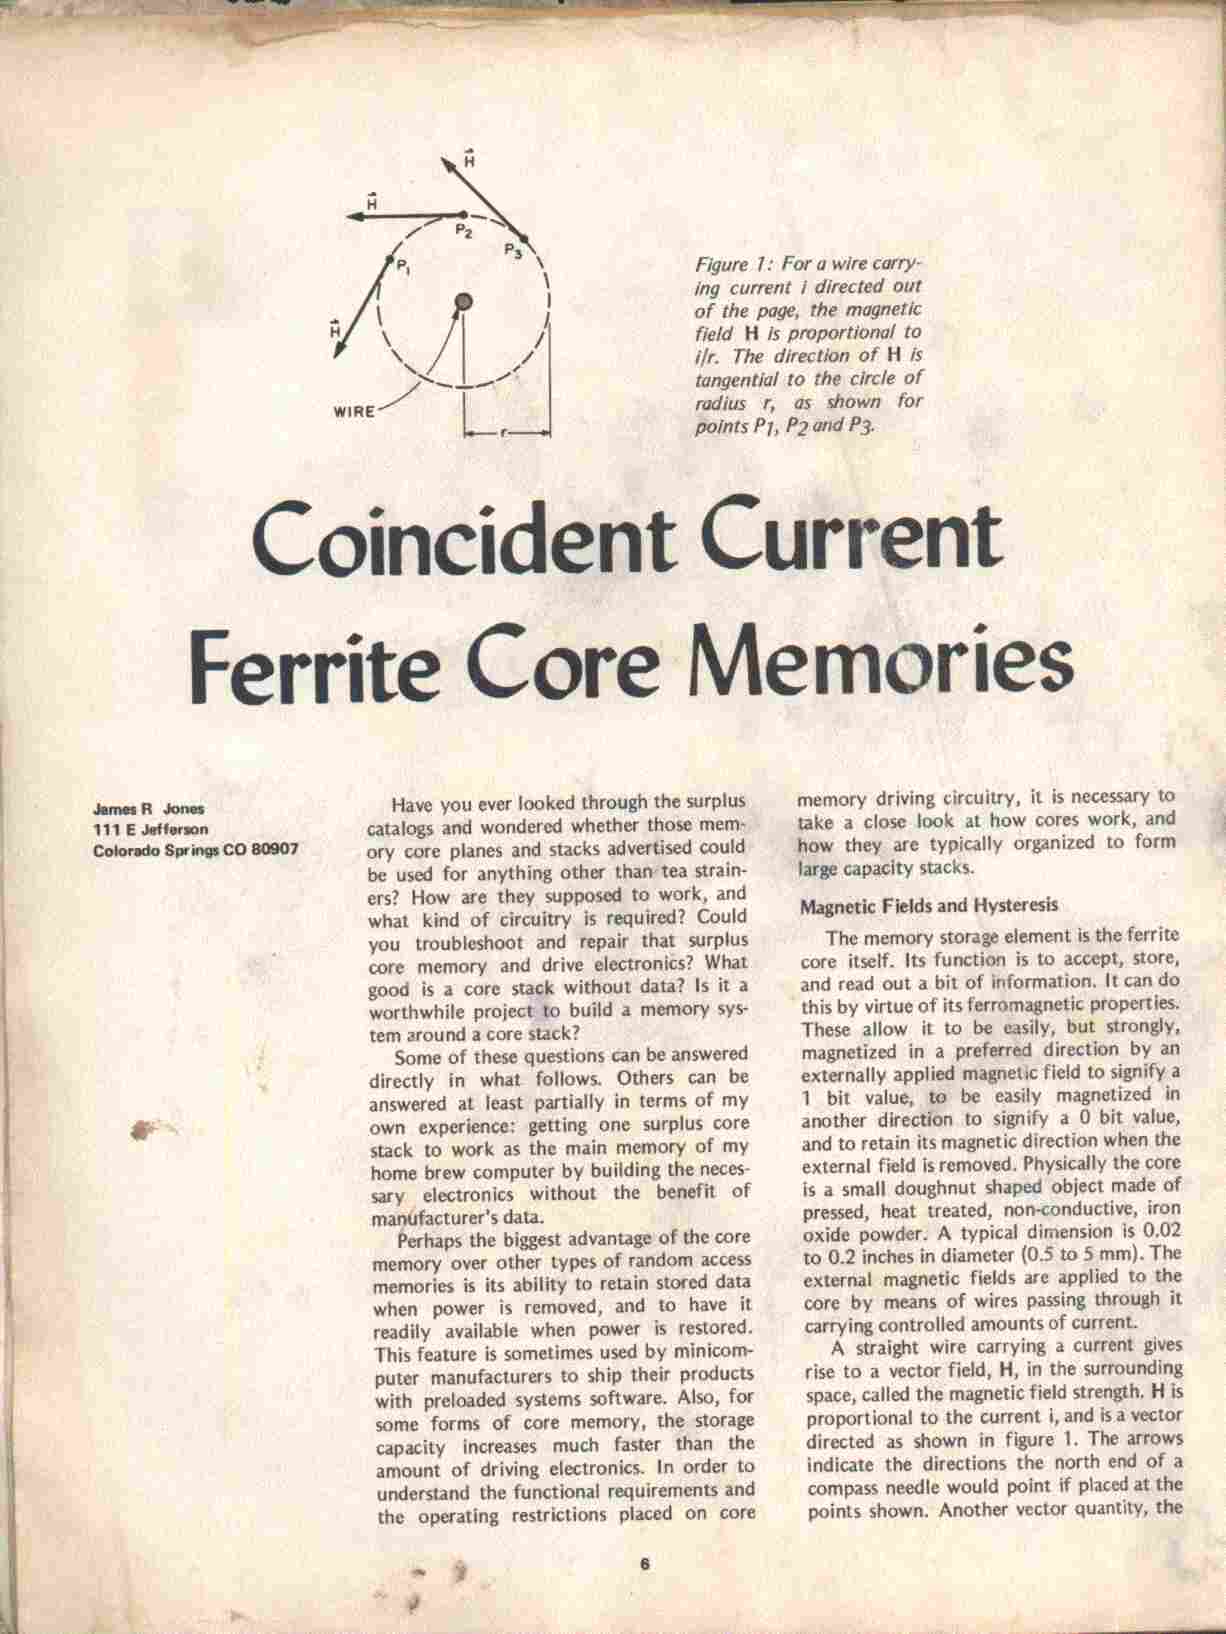 H
H
P2
P3
P1
H
WIRE
r
Figure 1: For a wire carry-
ing current i directed out
of the page, the magnetic
field H is proportional to
i/r. The direction of H is
tangential to the circle of
radius r, as shown for
points P1, P2 and P3.
Coincident Current
Ferrite Core Memories
James R Jones
111 E Jefferson
Colorado Springs CO 80907
Have you ever looked through the surplus
catalogs and wondered whether those mem-
ory core planes and stacks advertised could
be used for anything other than tea strain-
ers? How are they supposed to work, and
what kind of circuitry is required? Could
you troubleshoot and repair that surplus
core memory and drive electronics? What
good is a core stack without data? Is it a
worthwhile project to build a memory sys-
tem around a core stack?
Some of these questions can be answered
directly in what follows. Others can be
answered at least partially in terms of my
own experience: getting one surplus core
stack to work as the main memory of my
home brew computer by building the neces-
sary electronics without the benefit of
manufacturer's data.
Perhaps the biggest advantage of the core
memory over other types of random access
memories is its ability to retain stored data
when power is removed, and to have it
readily available when power is restored.
This feature is sometimes used by minicom-
puter manufacturers to ship their products
with preloaded systems software. Also, for
some forms of core memory, the storage
capacity increases much faster than the
amount of driving electronics. In order to
understand the functional requirements and
the operating restrictions placed on core
memory driving circuitry, it is necessary to
take a close look at how cores work, and
how they are typically organized to form
large capacity stacks.
Magnetic Fields and Hysteresis
The memory storage element is the ferrite
core itself. Its function is to accept, store,
and read out a bit of information. It can do
this by virtue of its ferromagnetic properties.
These allow it to be easily, but strongly,
magnetized in a preferred direction by an
externally applied magnetic field to signify a
1 bit value, to be easily magnetized in
another direction to signify a 0 bit value,
and to retain its magnetic direction when the
external field is removed. Physically the core
is a small doughnut shaped object made of
pressed, heat treated, non-conductive, iron
oxide powder. A typical dimension is 0.02
to 0.2 inches in diameter (0.5 to 5 mm). The
external magnetic fields are applied to the
core by means of wires passing through it
carrying controlled amounts of current.
A straight wire carrying a current gives
rise to a vector field, H, in the surrounding
space, called the magnetic field strength. H is
proportional to the current i, and is a vector
directed as shown in figure 1. The arrows
indicate the directions the north end of a
compass needle would point if placed at the
points shown. Another vector quantity, the
6